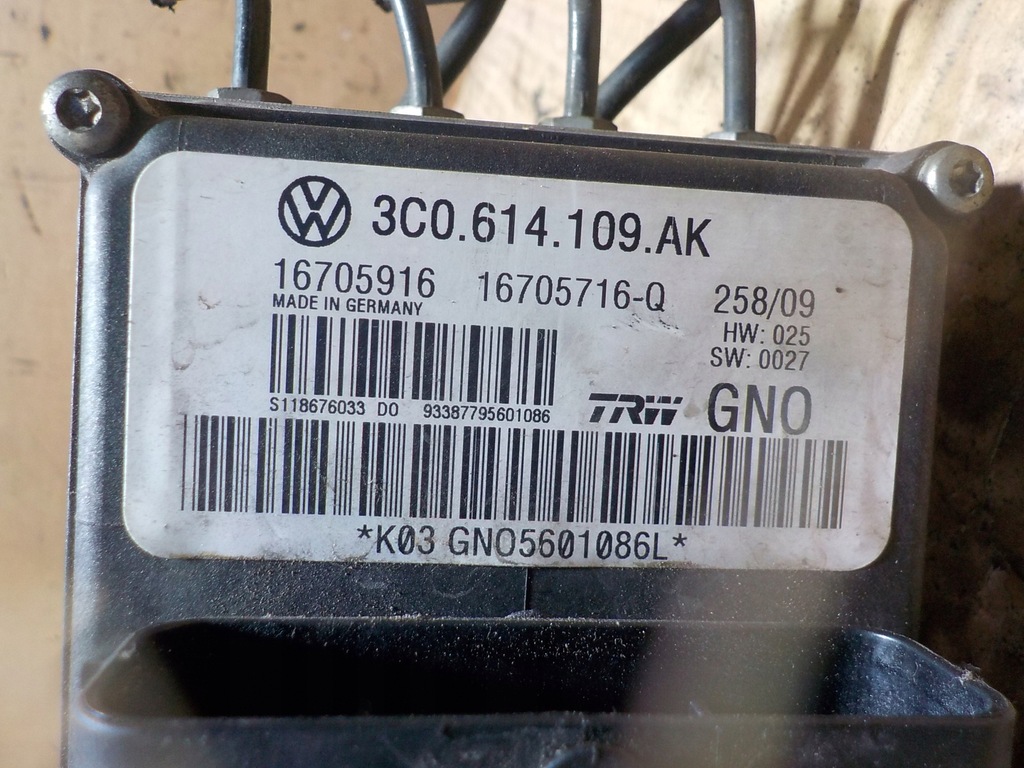 3C0.614.109.AK
16705916 16705716-Q 258/09
MADE IN GERMANY
HW: 025
SW: 0027
S118676033 D0 93387795601086
TRW GNO
*K03 GNO5601086L*